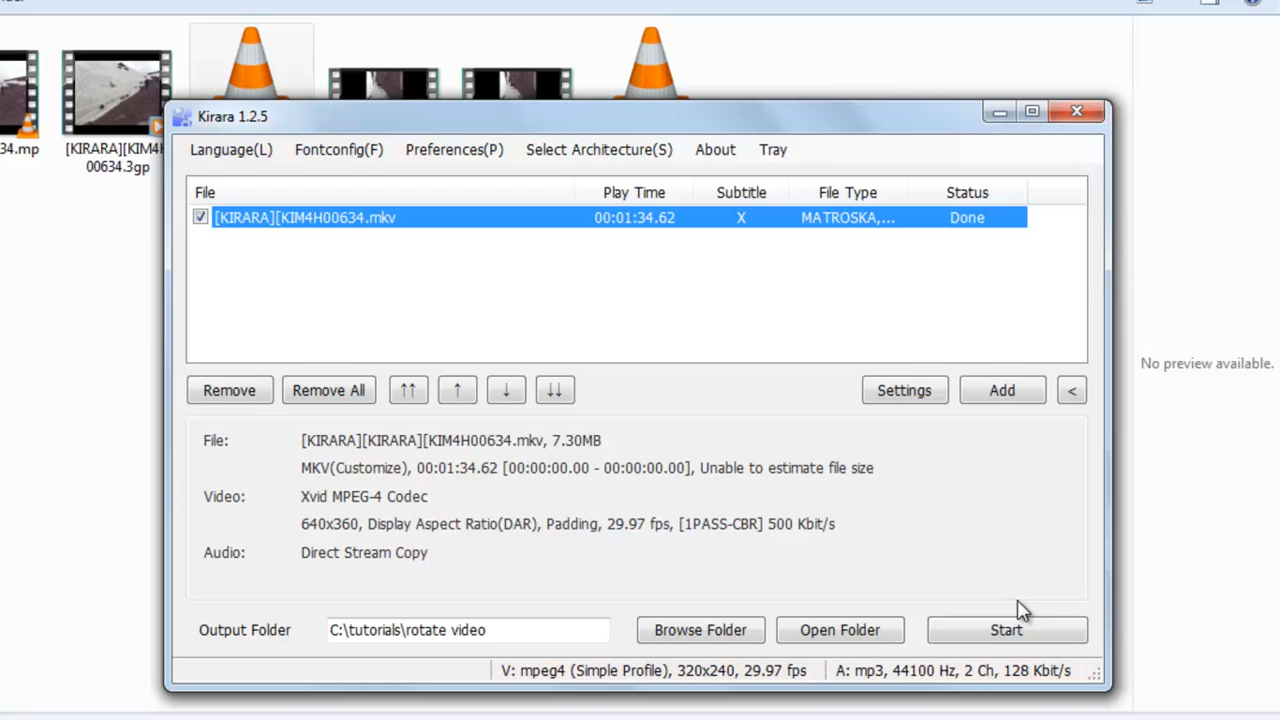 34.mp
[KIRARA][KIM4H
00634.3gp
Kirara 1.2.5
Language(L) Fontconfig(F) Preferences(P) Select Architecture(S) About Tray
File Play Time Subtitle File Type Status
[KIRARA][KIM4H00634.mkv 00:01:34.62 X MATROSKA,... Done
No preview available.
Remove Remove All ↑↑ ↑ ↓ ↓↓ Settings Add <
File: [KIRARA][KIRARA][KIM4H00634.mkv, 7.30MB
MKV(Customize), 00:01:34.62 [00:00:00.00 - 00:00:00.00], Unable to estimate file size
Video: Xvid MPEG-4 Codec
640x360, Display Aspect Ratio(DAR), Padding, 29.97 fps, [1PASS-CBR] 500 Kbit/s
Audio: Direct Stream Copy
Output Folder C:\tutorials\rotate video Browse Folder Open Folder Start
V: mpeg4 (Simple Profile), 320x240, 29.97 fps A: mp3, 44100 Hz, 2 Ch, 128 Kbit/s